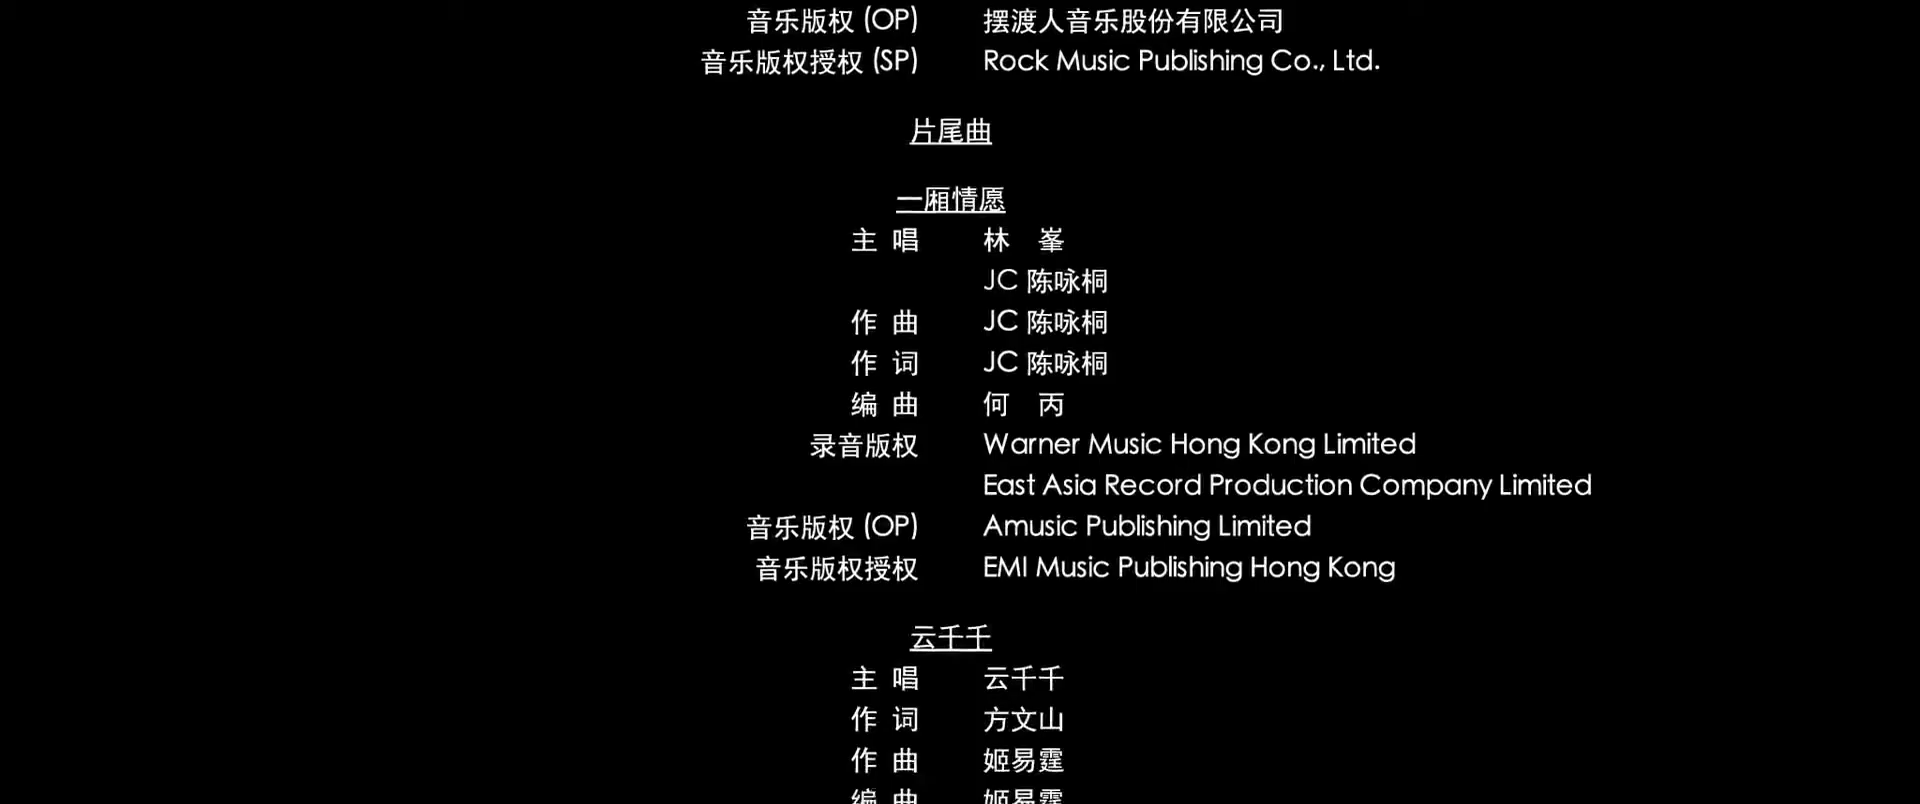 音乐版权 (OP) 摆渡人音乐股份有限公司
音乐版权授权 (SP) Rock Music Publishing Co., Ltd.
片尾曲
一厢情愿
主 唱 林 峯
JC 陈咏桐
作 曲 JC 陈咏桐
作 词 JC 陈咏桐
编 曲 何 丙
录音版权 Warner Music Hong Kong Limited
East Asia Record Production Company Limited
音乐版权 (OP) Amusic Publishing Limited
音乐版权授权 EMI Music Publishing Hong Kong
云千千
主 唱 云千千
作 词 方文山
作 曲 姬易霆
编 曲 姬易霆